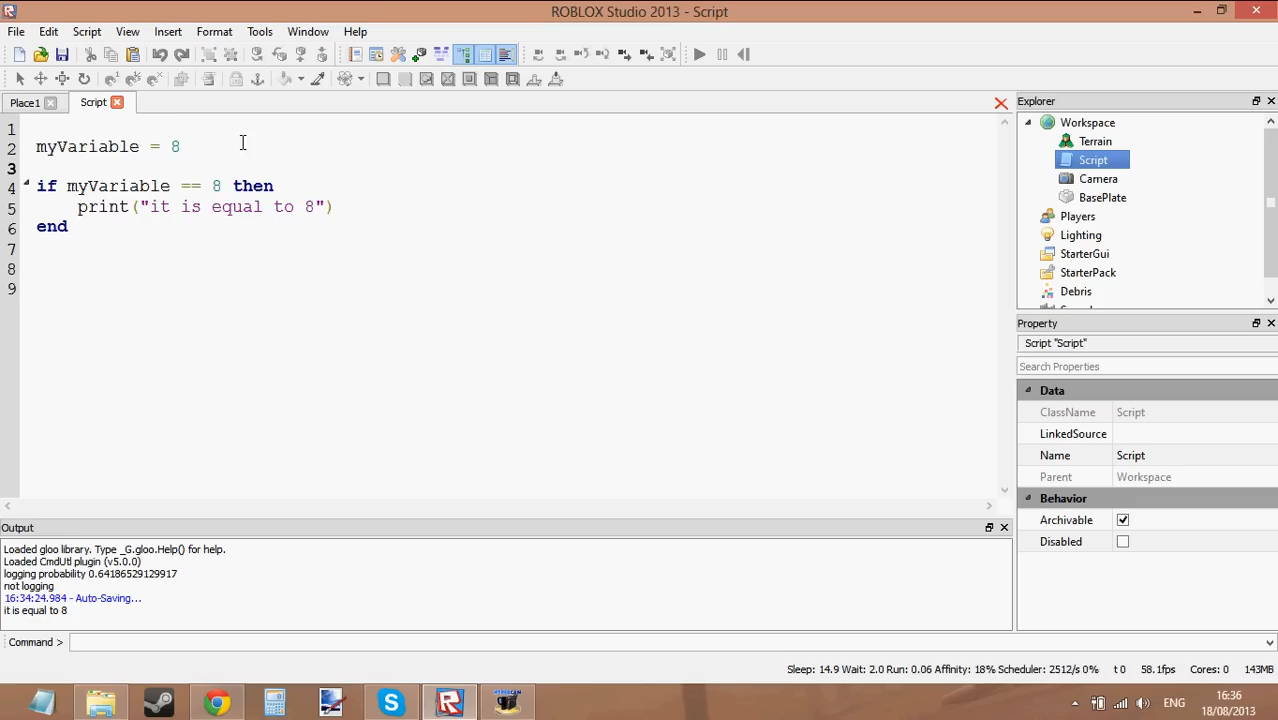 ROBLOX Studio 2013 - Script
File Edit Script View Insert Format Tools Window Help
Place1 Script
1
2 myVariable = 8
3
4 if myVariable == 8 then
5 print("it is equal to 8")
6 end
7
8
9
Explorer
Workspace
Terrain
Script
Camera
BasePlate
Players
Lighting
StarterGui
StarterPack
Debris
Property
Script "Script"
Search Properties
Data
ClassName Script
LinkedSource
Name Script
Parent Workspace
Behavior
Archivable
Disabled
Output
Loaded gloo library. Type _G.gloo.Help() for help.
Loaded CmdUtl plugin (v5.0.0)
logging probability 0.64186529129917
not logging
16:34:24.984 - Auto-Saving...
it is equal to 8
Command >
Sleep: 14.9 Wait: 2.0 Run: 0.06 Affinity: 18% Scheduler: 2512/s 0% t 0 58.1fps Cores: 0 143MB
ENG
16:36
18/08/2013